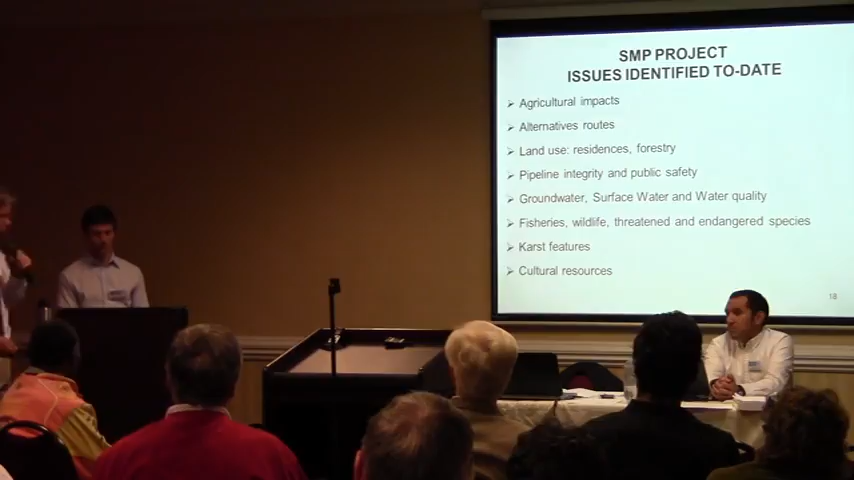 SMP PROJECT
ISSUES IDENTIFIED TO-DATE
➢ Agricultural impacts
➢ Alternatives routes
➢ Land use: residences, forestry
➢ Pipeline integrity and public safety
➢ Groundwater, Surface Water and Water quality
➢ Fisheries, wildlife, threatened and endangered species
➢ Karst features
➢ Cultural resources
18